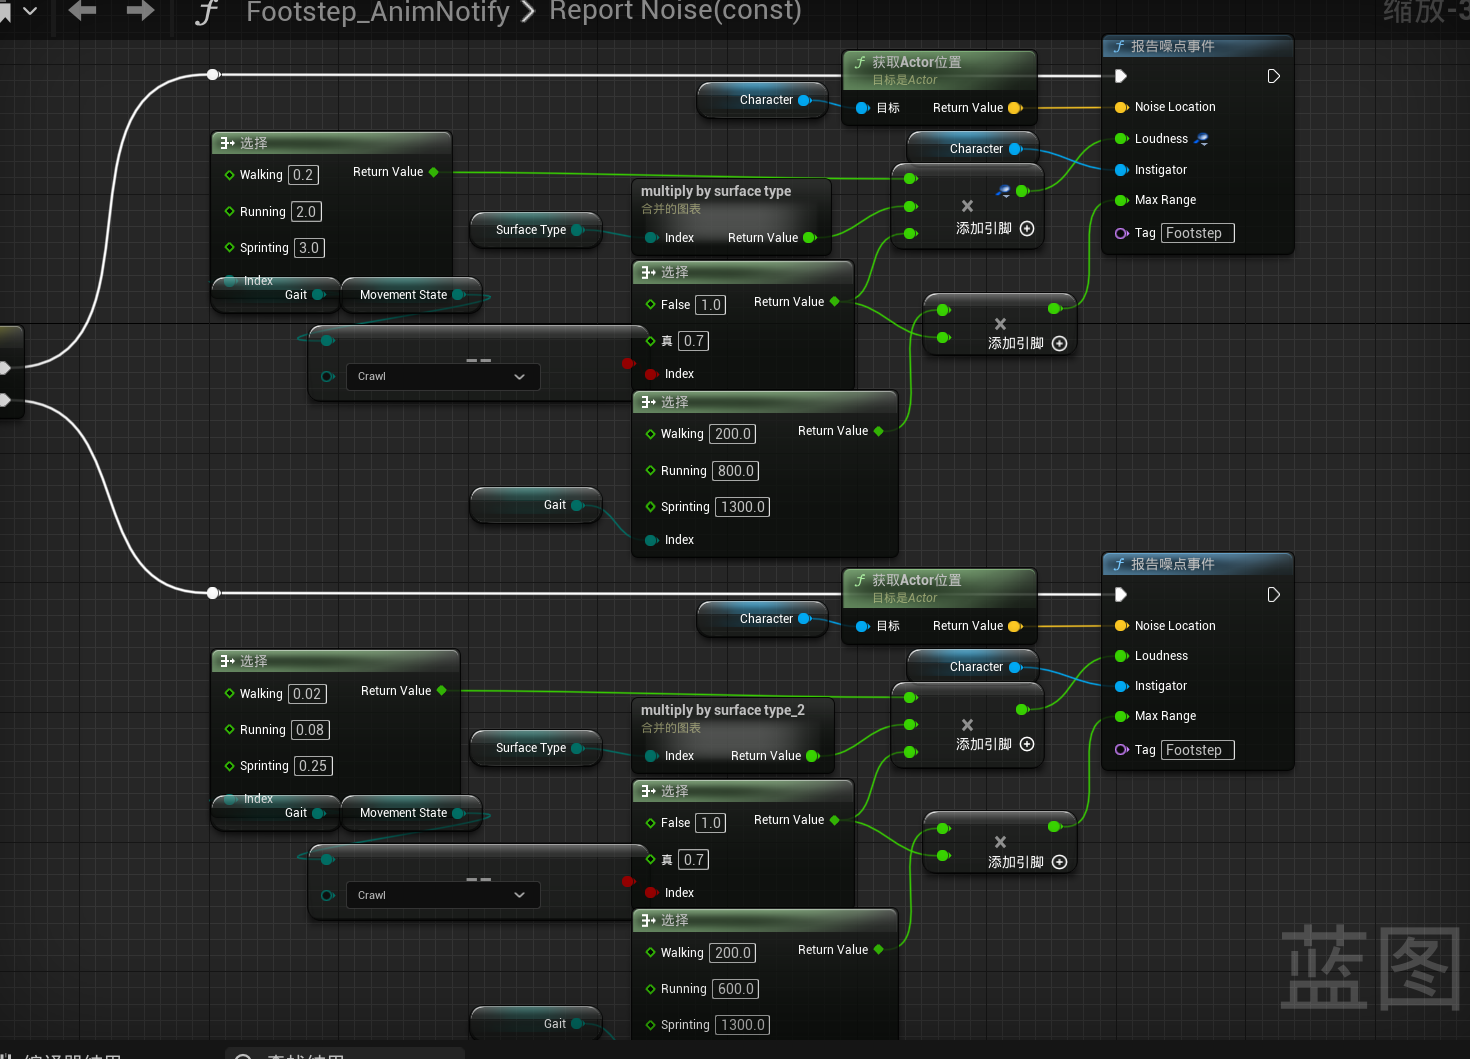 Footstep_AnimNotify > Report Noise(const)
缩放-3
报告噪点事件
获取Actor位置
目标是Actor
Character
目标
Return Value
Noise Location
选择
Walking 0.2
Return Value
Running 2.0
Sprinting 3.0
Index
Gait
Movement State
Surface Type
multiply by surface type
合并的图表
Index
Return Value
Character
添加引脚
Loudness
Instigator
Max Range
Tag Footstep
选择
False 1.0
Return Value
真 0.7
Index
Crawl
添加引脚
选择
Walking 200.0
Return Value
Running 800.0
Sprinting 1300.0
Index
Gait
报告噪点事件
获取Actor位置
目标是Actor
Character
目标
Return Value
Noise Location
选择
Walking 0.02
Return Value
Running 0.08
Sprinting 0.25
Index
Gait
Movement State
Surface Type
multiply by surface type_2
合并的图表
Index
Return Value
Character
添加引脚
Loudness
Instigator
Max Range
Tag Footstep
选择
False 1.0
Return Value
真 0.7
Index
Crawl
添加引脚
选择
Walking 200.0
Return Value
Running 600.0
Sprinting 1300.0
Gait
蓝图
编译器结果
查找结果